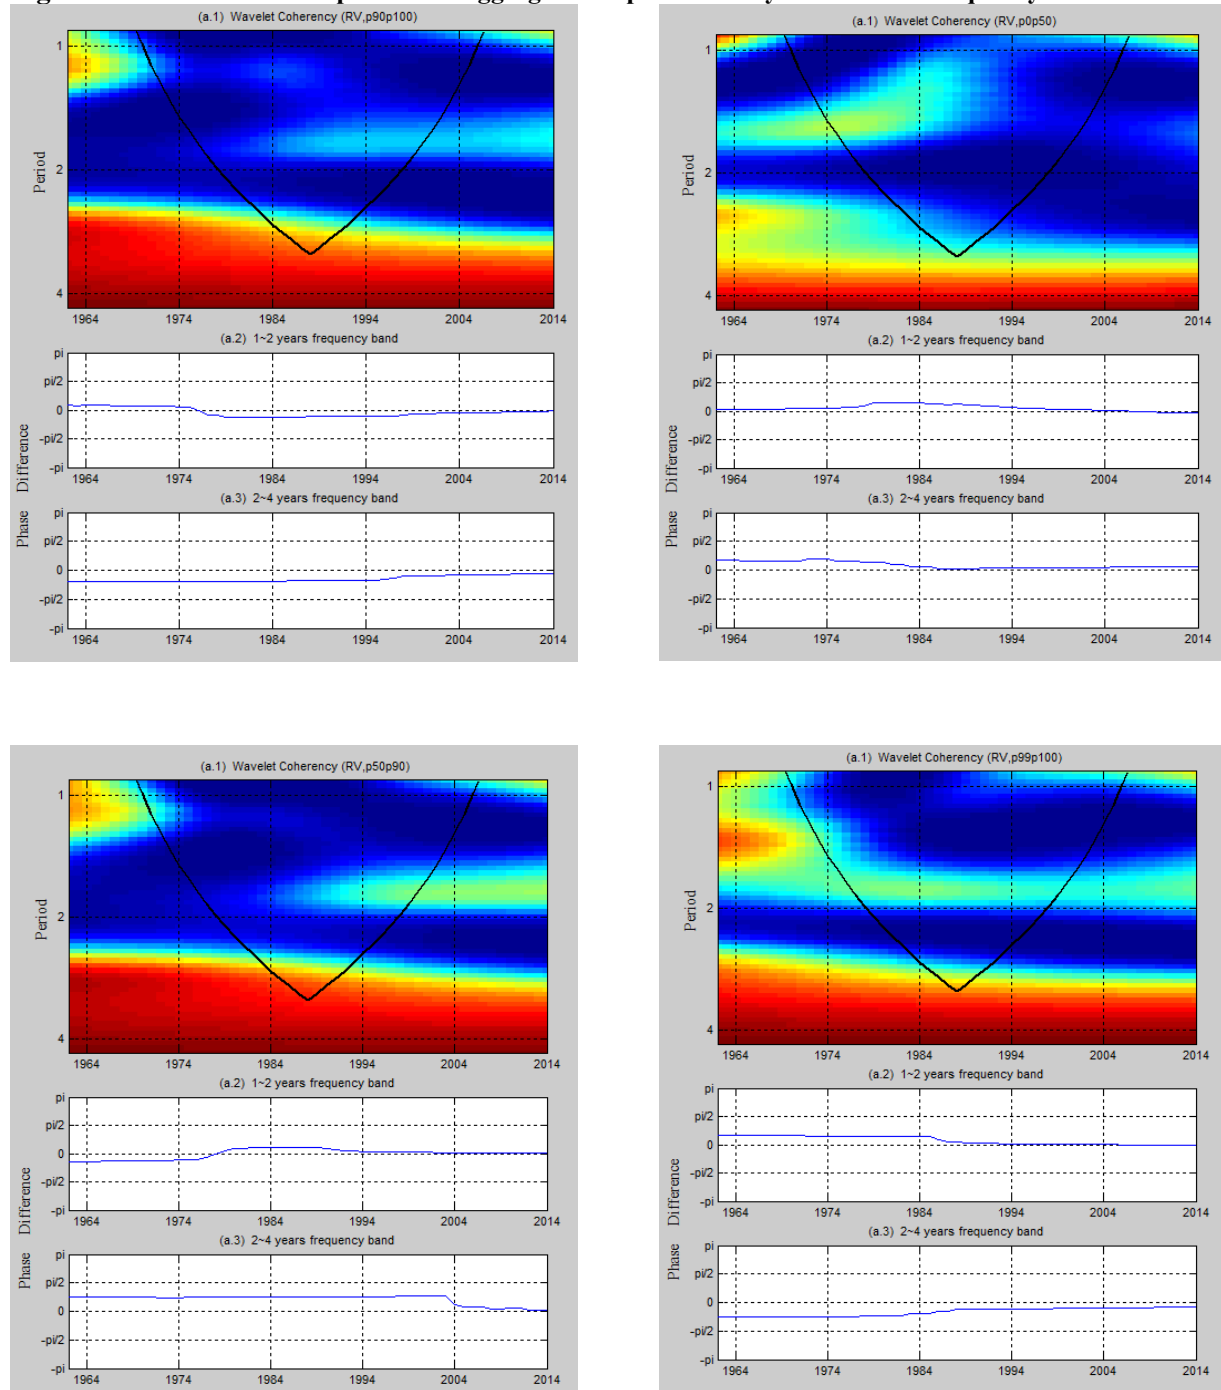 (a.1) Wavelet Coherency (RV,p90p100)
Period
1
2
4
1964 1974 1984 1994 2004 2014
(a.2) 1~2 years frequency band
pi
pi/2
0
-pi/2
-pi
1964 1974 1984 1994 2004 2014
(a.3) 2~4 years frequency band
Phase Difference
pi
pi/2
0
-pi/2
-pi
1964 1974 1984 1994 2004 2014
(a.1) Wavelet Coherency (RV,p0p50)
Period
1
2
4
1964 1974 1984 1994 2004 2014
(a.2) 1~2 years frequency band
pi
pi/2
0
-pi/2
-pi
1964 1974 1984 1994 2004 2014
(a.3) 2~4 years frequency band
Phase Difference
pi
pi/2
0
-pi/2
-pi
1964 1974 1984 1994 2004 2014
(a.1) Wavelet Coherency (RV,p50p90)
Period
1
2
4
1964 1974 1984 1994 2004 2014
(a.2) 1~2 years frequency band
pi
pi/2
0
-pi/2
-pi
1964 1974 1984 1994 2004 2014
(a.3) 2~4 years frequency band
Phase Difference
pi
pi/2
0
-pi/2
-pi
1964 1974 1984 1994 2004 2014
(a.1) Wavelet Coherency (RV,p99p100)
Period
1
2
4
1964 1974 1984 1994 2004 2014
(a.2) 1~2 years frequency band
pi
pi/2
0
-pi/2
-pi
1964 1974 1984 1994 2004 2014
(a.3) 2~4 years frequency band
Phase Difference
pi
pi/2
0
-pi/2
-pi
1964 1974 1984 1994 2004 2014